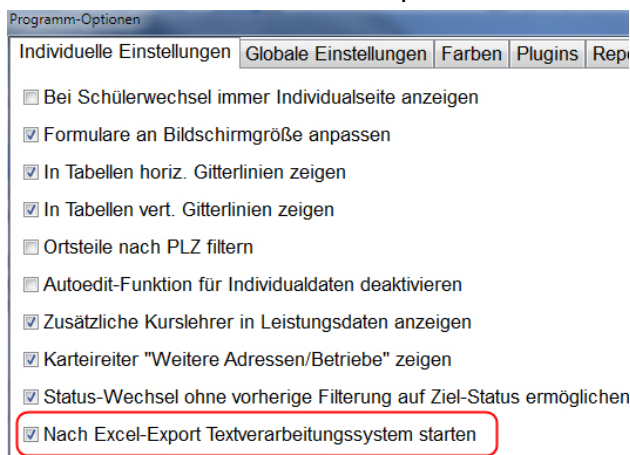 Programm-Optionen
Individuelle Einstellungen Globale Einstellungen Farben Plugins Repo
Bei Schülerwechsel immer Individualseite anzeigen
Formulare an Bildschirmgröße anpassen
In Tabellen horiz. Gitterlinien zeigen
In Tabellen vert. Gitterlinien zeigen
Ortsteile nach PLZ filtern
Autoedit-Funktion für Individualdaten deaktivieren
Zusätzliche Kurslehrer in Leistungsdaten anzeigen
Karteireiter "Weitere Adressen/Betriebe" zeigen
Status-Wechsel ohne vorherige Filterung auf Ziel-Status ermöglichen
Nach Excel-Export Textverarbeitungssystem starten